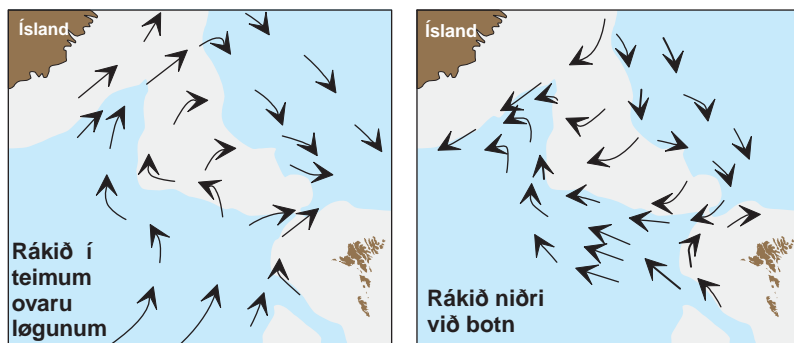 Ísland
Rákið í
teimum
ovaru
løgunum
Ísland
Rákið niðri
við botn